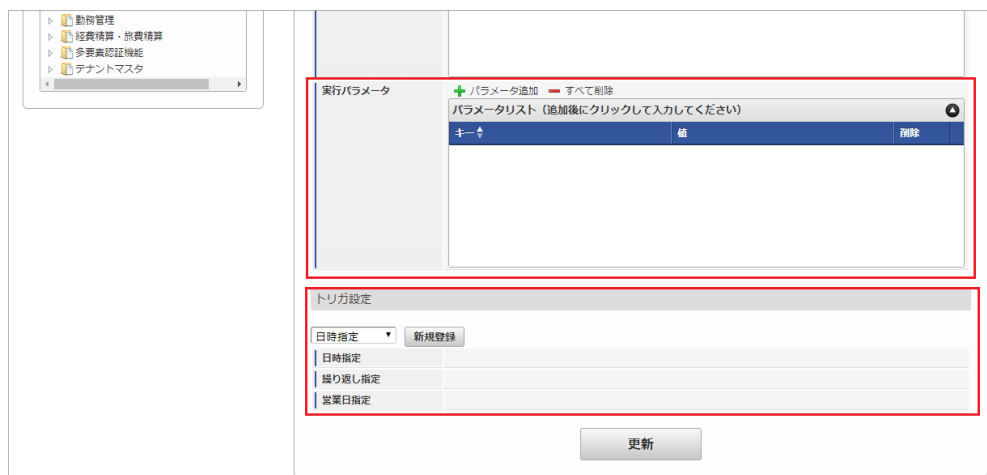 勤務管理
経費精算・旅費精算
多要素認証機能
テナントマスタ
実行パラメータ
パラメータ追加 すべて削除
パラメータリスト（追加後にクリックして入力してください）
キー 値 削除
トリガ設定
日時指定 新規登録
日時指定
繰り返し指定
営業日指定
更新